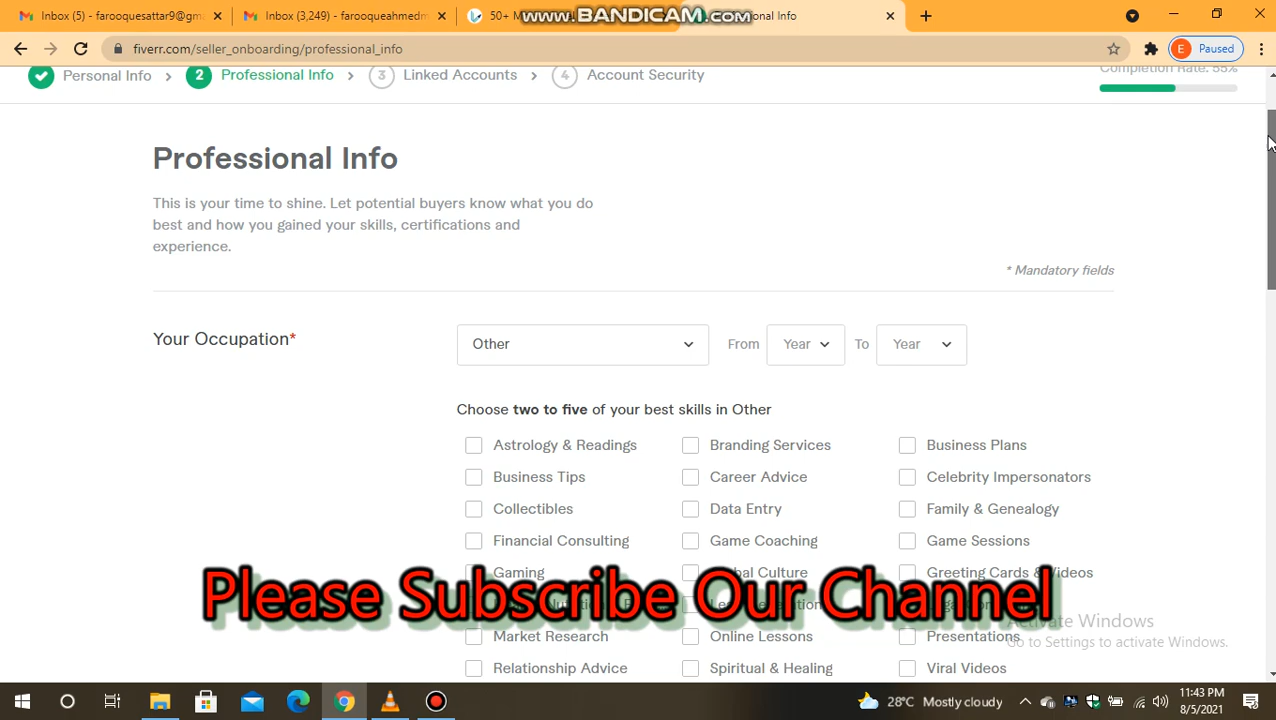 Inbox (5) - farooquesattar9@gm
Inbox (3,249) - farooqueahmedm
50+ M
www.BANDICAM.com
onal Info
fiverr.com/seller_onboarding/professional_info
Paused
Personal Info
2 Professional Info
3 Linked Accounts
4 Account Security
Completion Rate: 55%
Professional Info
This is your time to shine. Let potential buyers know what you do
best and how you gained your skills, certifications and
experience.
* Mandatory fields
Your Occupation*
Other
From
Year
To
Year
Choose two to five of your best skills in Other
Astrology & Readings
Branding Services
Business Plans
Business Tips
Career Advice
Celebrity Impersonators
Collectibles
Data Entry
Family & Genealogy
Financial Consulting
Game Coaching
Game Sessions
Gaming
Culture
Greeting Cards & Videos
Please Subscribe Our Channel
Market Research
Online Lessons
Presentations
Activate Windows
Go to Settings to activate Windows.
Relationship Advice
Spiritual & Healing
Viral Videos
28°C Mostly cloudy
11:43 PM
8/5/2021